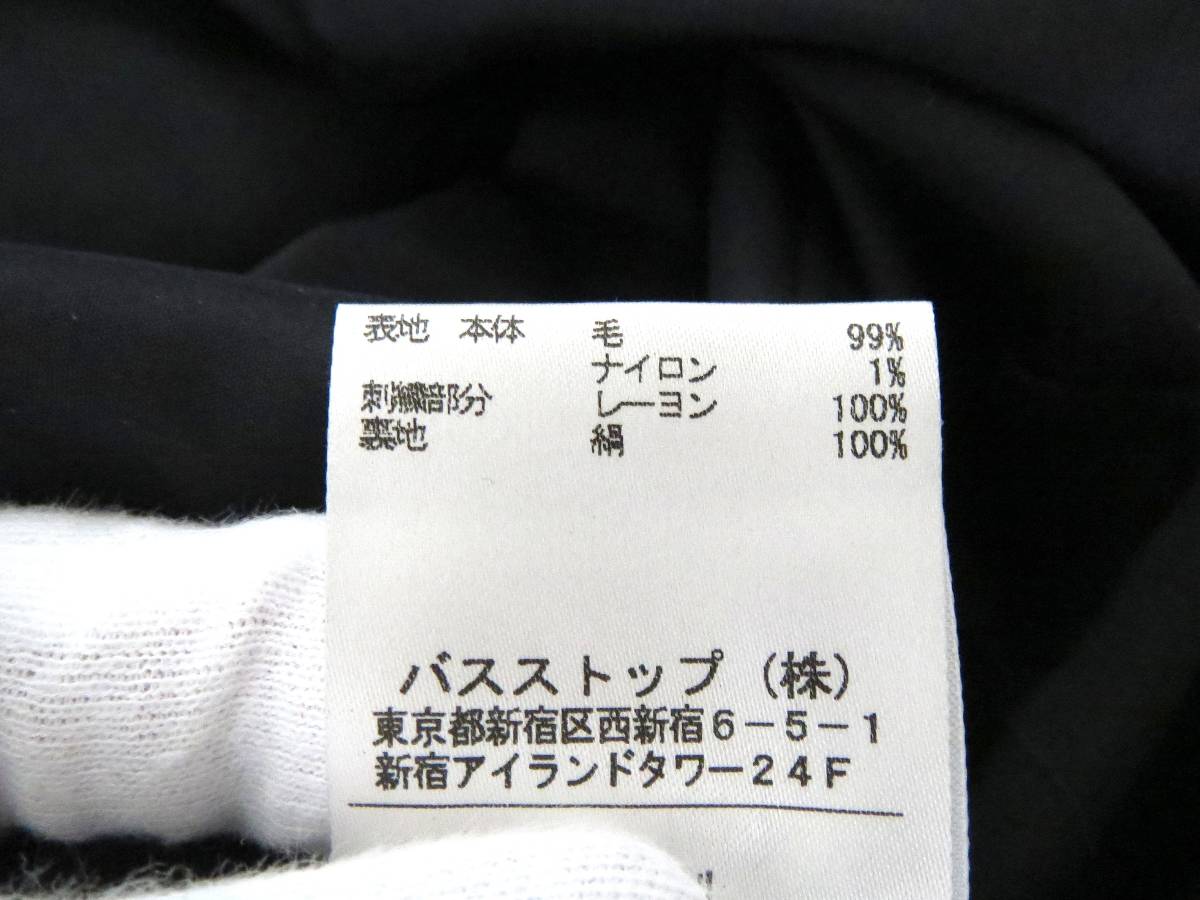 表地 本体 毛 99%
ナイロン 1%
刺繍部分 レーヨン 100%
裏地 絹 100%
バスストップ(株)
東京都新宿区西新宿6-5-1
新宿アイランドタワー24F